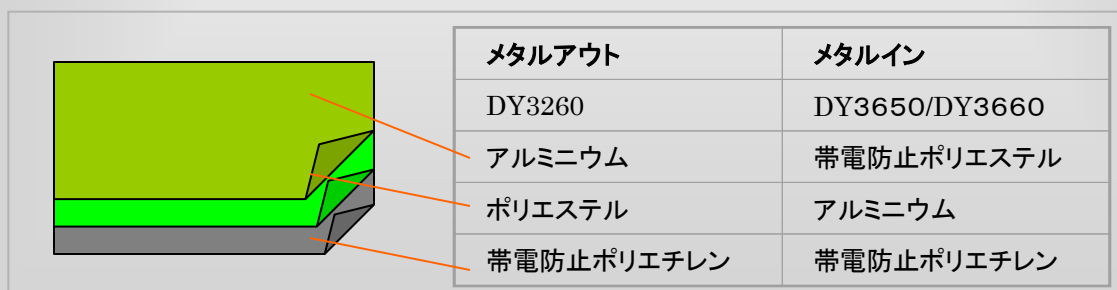 メタルアウト メタルイン
DY3260 DY3650/DY3660
アルミニウム 帯電防止ポリエステル
ポリエステル アルミニウム
帯電防止ポリエチレン 帯電防止ポリエチレン